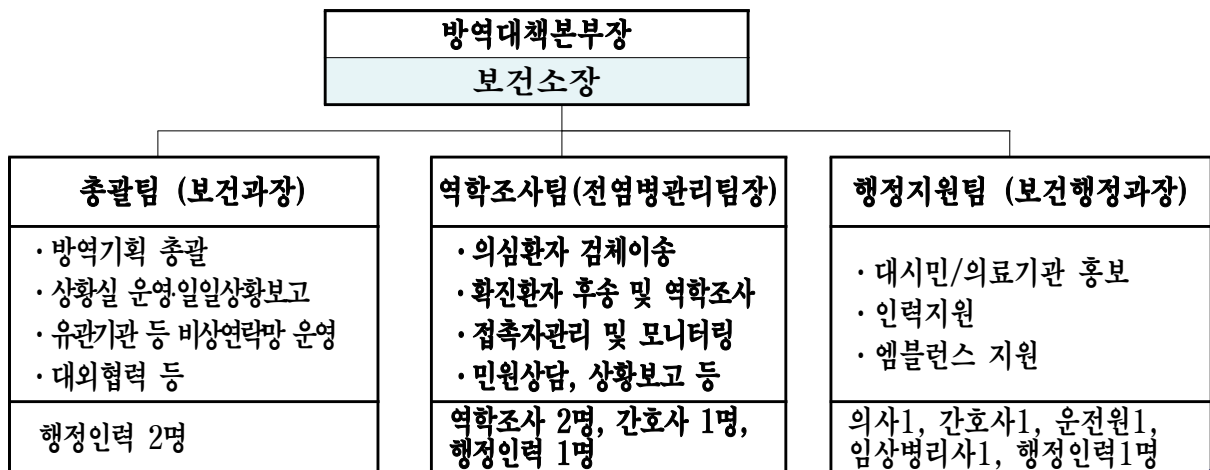 방역대책본부장
보건소장
총괄팀 (보건과장)
· 방역기획 총괄
· 상황실 운영·일일상황보고
· 유관기관 등 비상연락망 운영
· 대외협력 등
행정인력 2명
역학조사팀(전염병관리팀장)
· 의심환자 검체이송
· 확진환자 후송 및 역학조사
· 접촉자관리 및 모니터링
· 민원상담, 상황보고 등
역학조사 2명, 간호사 1명,
행정인력 1명
행정지원팀 (보건행정과장)
· 대시민/의료기관 홍보
· 인력지원
· 엠블런스 지원
의사1, 간호사1, 운전원1,
임상병리사1, 행정인력1명